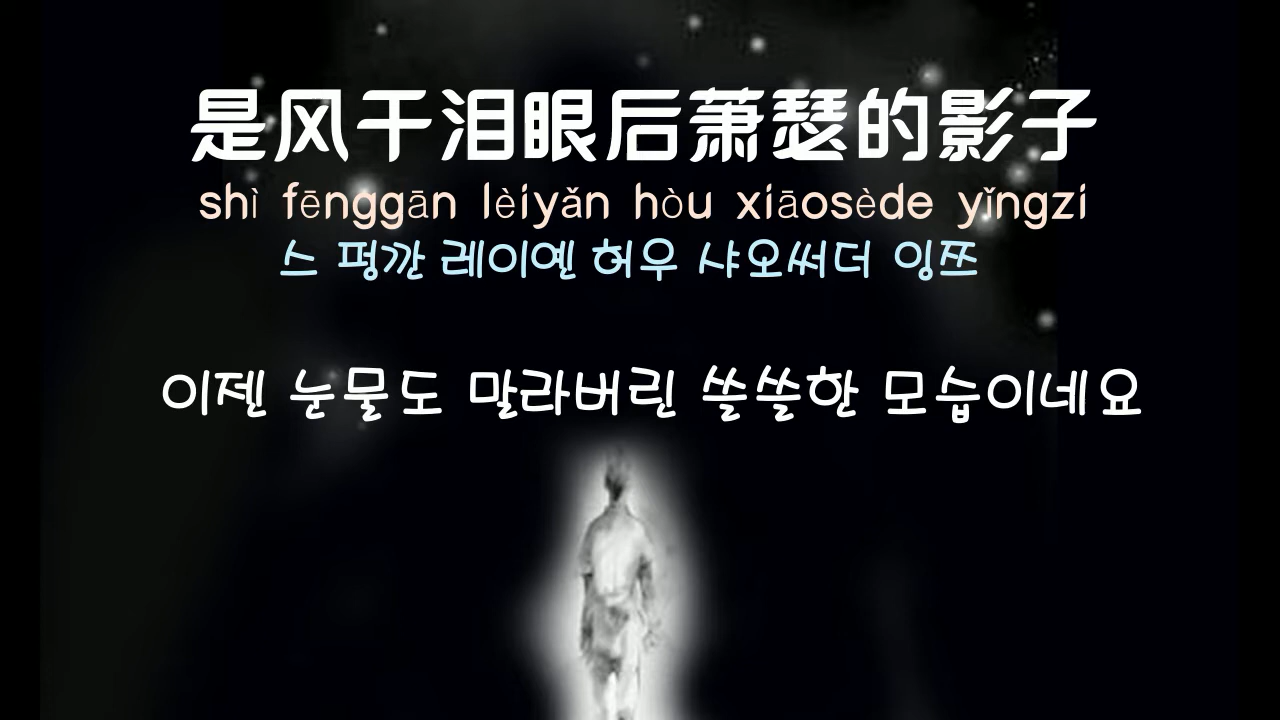 是风干泪眼后萧瑟的影子
shì fēnggān lèiyǎn hòu xiāosède yǐngzi
스 펑깐 레이옌 허우 샤오써더 잉쯔
이젠 눈물도 말라버린 쓸쓸한 모습이네요